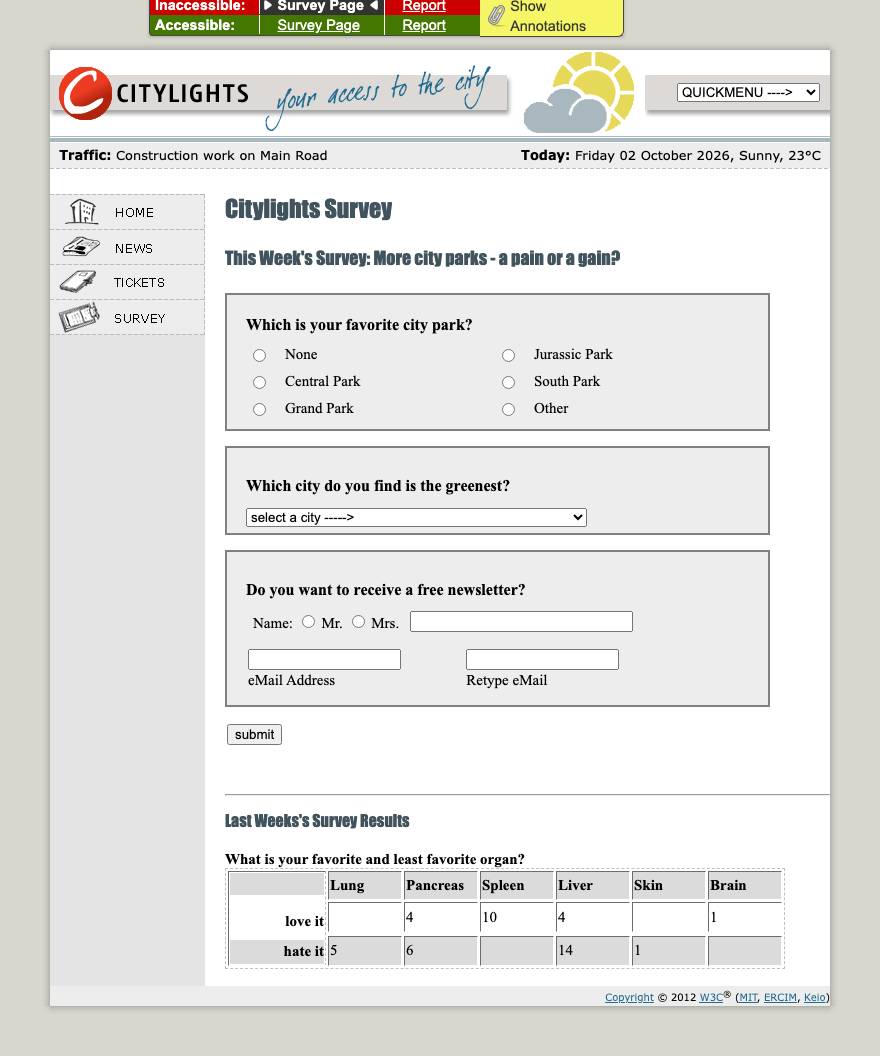 Inaccessible: Survey Page Report Show
Accessible: Survey Page Report Annotations
CITYLIGHTS your access to the city QUICKMENU ---->
Traffic: Construction work on Main Road Today: Friday 02 October 2026, Sunny, 23°C
HOME
NEWS
TICKETS
SURVEY
Citylights Survey
This Week's Survey: More city parks - a pain or a gain?
Which is your favorite city park?
None Jurassic Park
Central Park South Park
Grand Park Other
Which city do you find is the greenest?
select a city ----->
Do you want to receive a free newsletter?
Name: Mr. Mrs.
eMail Address Retype eMail
submit
Last Weeks's Survey Results
What is your favorite and least favorite organ?
Lung Pancreas Spleen Liver Skin Brain
love it 4 10 4 1
hate it 5 6 14 1
Copyright © 2012 W3C® (MIT, ERCIM, Keio)